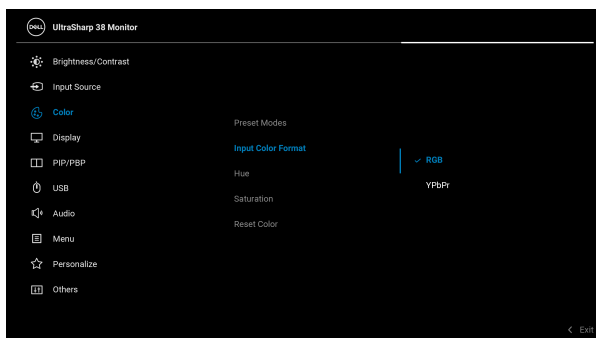 DELL UltraSharp 38 Monitor
Brightness/Contrast
Input Source
Color
Display
PIP/PBP
USB
Audio
Menu
Personalize
Others
Preset Modes
Input Color Format
Hue
Saturation
Reset Color
RGB
YPbPr
Exit